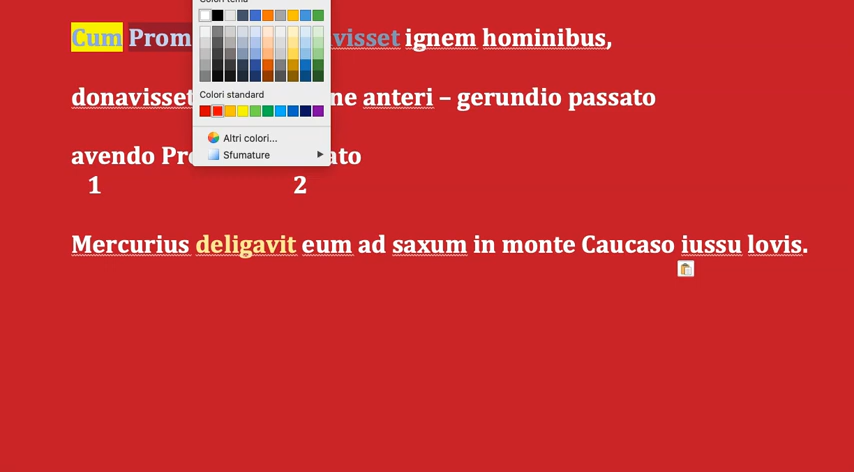 Colori tema
Cum Prom visset ignem hominibus,
donavisset ne anteri – gerundio passato
Colori standard
Altri colori...
Sfumature
avendo Pro ato
1 2
Mercurius deligavit eum ad saxum in monte Caucaso iussu Iovis.